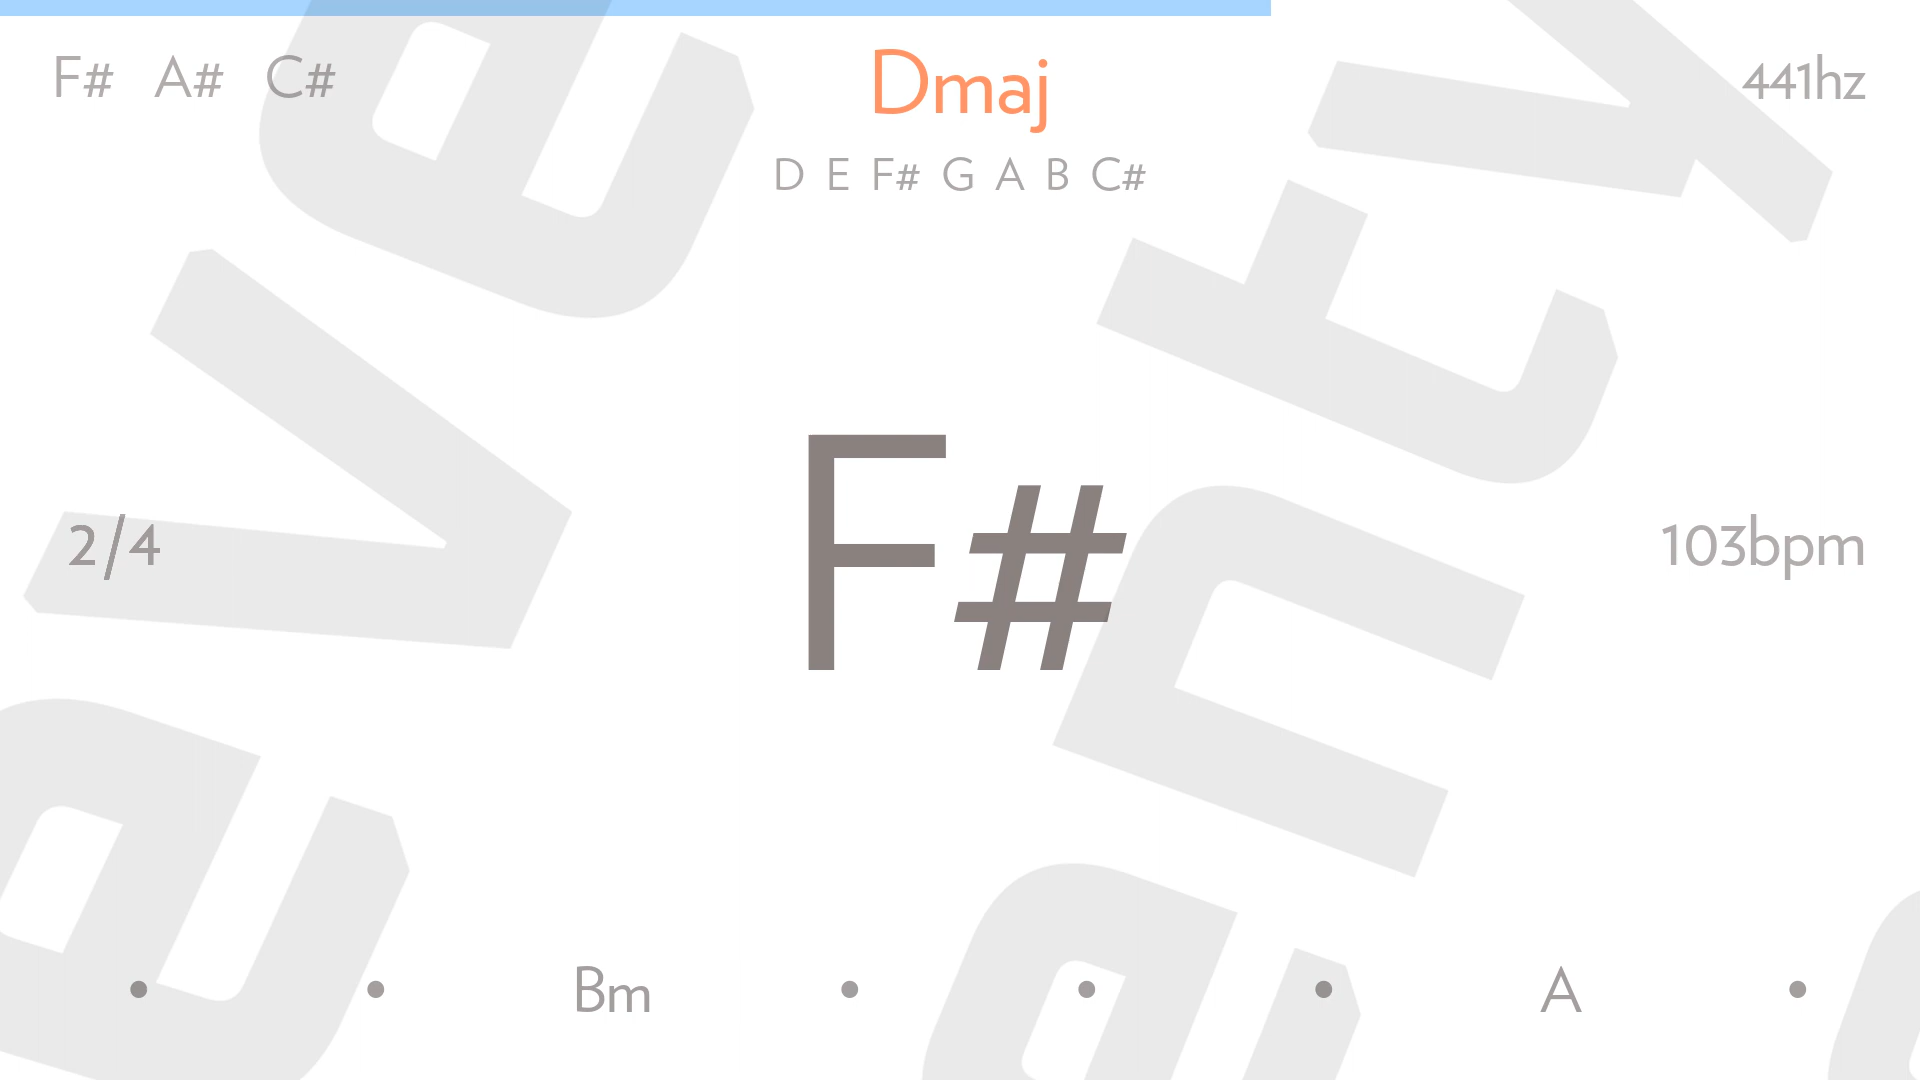 F# A# C#
Dmaj
441hz
D E F# G A B C#
F#
2/4
103bpm
• • Bm • • • A •